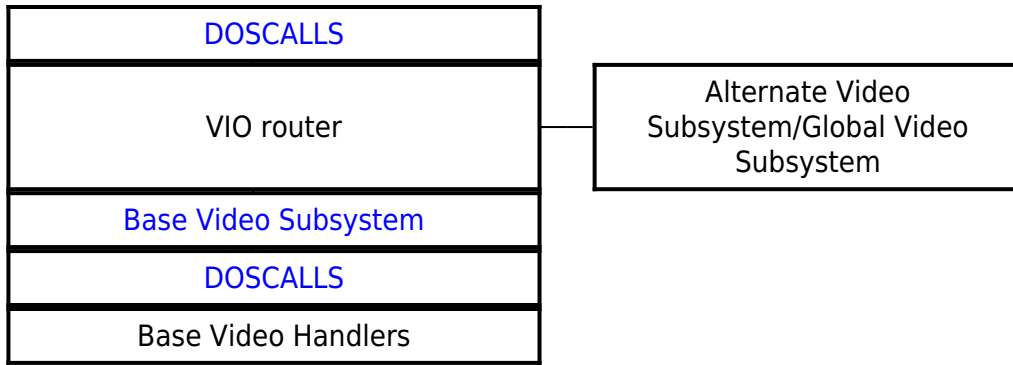 DOSCALLS
VIO router
Alternate Video
Subsystem/Global Video
Subsystem
Base Video Subsystem
DOSCALLS
Base Video Handlers